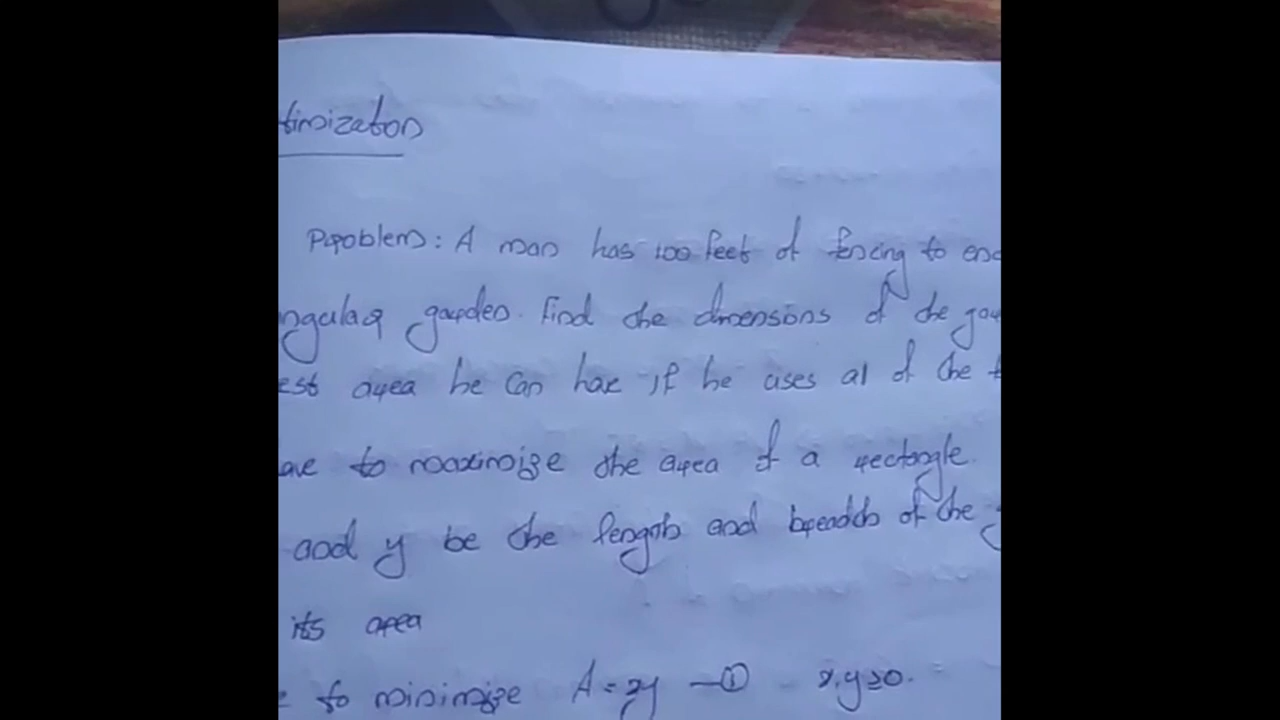 timization
Problem: A man has 100 feet of fencing to enc
ngular garden. Find the dimensions of the gar
est area he can have if he uses all of the f
ave to maximize the area of a rectangle.
and y be the length and breadth of the g
its area
e to minimize A = xy —① - x,y≥0.